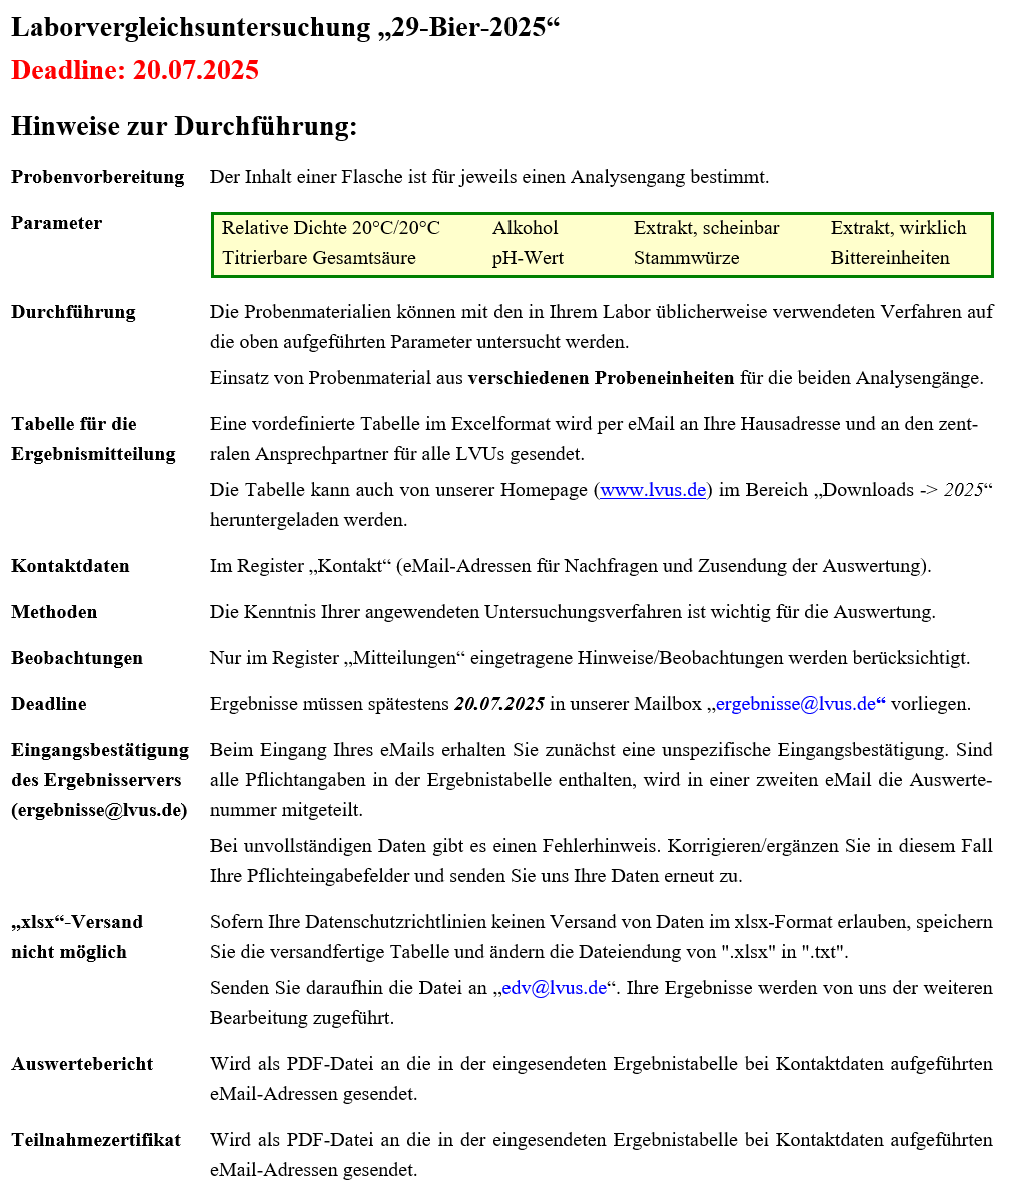 Laborvergleichsuntersuchung „29-Bier-2025“
Deadline: 20.07.2025
Hinweise zur Durchführung:
Probenvorbereitung Der Inhalt einer Flasche ist für jeweils einen Analysengang bestimmt.
Parameter
Relative Dichte 20°C/20°C Alkohol Extrakt, scheinbar Extrakt, wirklich
Titrierbare Gesamtsäure pH-Wert Stammwürze Bittereinheiten
Durchführung Die Probenmaterialien können mit den in Ihrem Labor üblicherweise verwendeten Verfahren auf
die oben aufgeführten Parameter untersucht werden.
Einsatz von Probenmaterial aus verschiedenen Probeneinheiten für die beiden Analysengänge.
Tabelle für die Eine vordefinierte Tabelle im Excelformat wird per eMail an Ihre Hausadresse und an den zent-
Ergebnismitteilung ralen Ansprechpartner für alle LVUs gesendet.
Die Tabelle kann auch von unserer Homepage (www.lvus.de) im Bereich „Downloads -> 2025“
heruntergeladen werden.
Kontaktdaten Im Register „Kontakt“ (eMail-Adressen für Nachfragen und Zusendung der Auswertung).
Methoden Die Kenntnis Ihrer angewendeten Untersuchungsverfahren ist wichtig für die Auswertung.
Beobachtungen Nur im Register „Mitteilungen“ eingetragene Hinweise/Beobachtungen werden berücksichtigt.
Deadline Ergebnisse müssen spätestens 20.07.2025 in unserer Mailbox „ergebnisse@lvus.de“ vorliegen.
Eingangsbestätigung Beim Eingang Ihres eMails erhalten Sie zunächst eine unspezifische Eingangsbestätigung. Sind
des Ergebnisservers alle Pflichtangaben in der Ergebnistabelle enthalten, wird in einer zweiten eMail die Auswerte-
(ergebnisse@lvus.de) nummer mitgeteilt.
Bei unvollständigen Daten gibt es einen Fehlerhinweis. Korrigieren/ergänzen Sie in diesem Fall
Ihre Pflichteingabefelder und senden Sie uns Ihre Daten erneut zu.
„xlsx“-Versand Sofern Ihre Datenschutzrichtlinien keinen Versand von Daten im xlsx-Format erlauben, speichern
nicht möglich Sie die versandfertige Tabelle und ändern die Dateiendung von ".xlsx" in ".txt".
Senden Sie daraufhin die Datei an „edv@lvus.de“. Ihre Ergebnisse werden von uns der weiteren
Bearbeitung zugeführt.
Auswertebericht Wird als PDF-Datei an die in der eingesendeten Ergebnistabelle bei Kontaktdaten aufgeführten
eMail-Adressen gesendet.
Teilnahmezertifikat Wird als PDF-Datei an die in der eingesendeten Ergebnistabelle bei Kontaktdaten aufgeführten
eMail-Adressen gesendet.